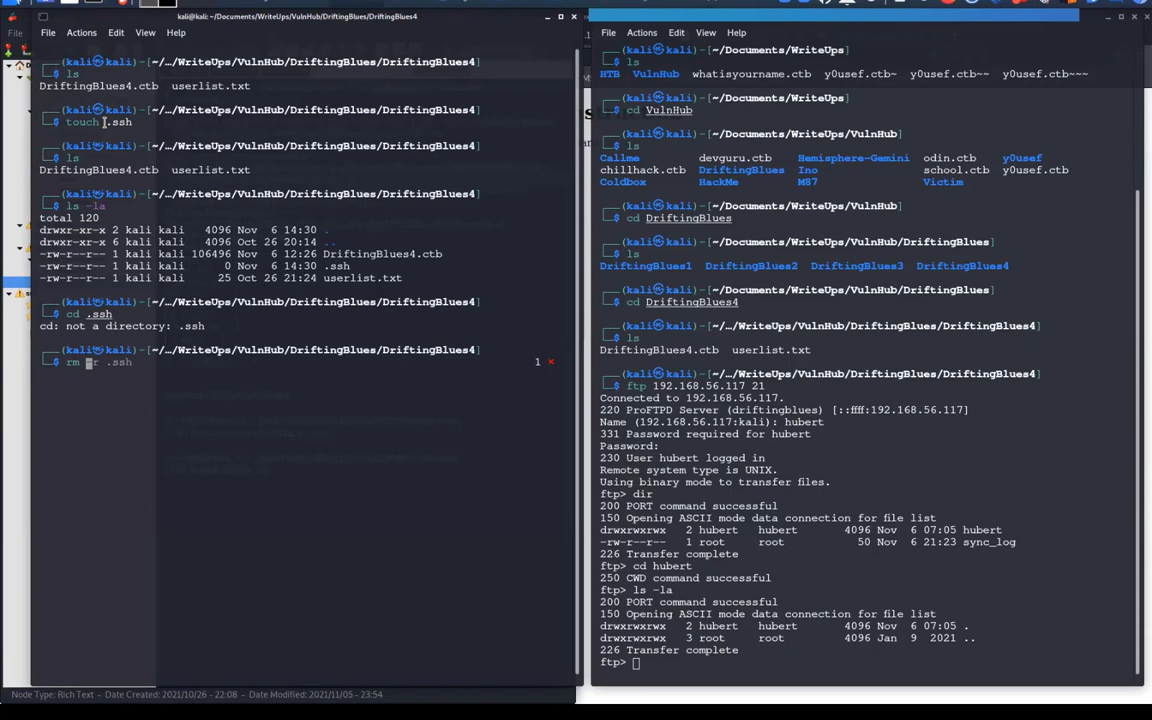 kali@kali: ~/Documents/WriteUps/VulnHub/DriftingBlues/DriftingBlues4
File Actions Edit View Help
(kali㉿kali)-[~/…/WriteUps/VulnHub/DriftingBlues/DriftingBlues4]
$ ls
DriftingBlues4.ctb userlist.txt
(kali㉿kali)-[~/…/WriteUps/VulnHub/DriftingBlues/DriftingBlues4]
$ touch .ssh
(kali㉿kali)-[~/…/WriteUps/VulnHub/DriftingBlues/DriftingBlues4]
$ ls
DriftingBlues4.ctb userlist.txt
(kali㉿kali)-[~/…/WriteUps/VulnHub/DriftingBlues/DriftingBlues4]
$ ls -la
total 120
drwxr-xr-x 2 kali kali 4096 Nov 6 14:30 .
drwxr-xr-x 6 kali kali 4096 Oct 26 20:14 ..
-rw-r--r-- 1 kali kali 106496 Nov 6 12:26 DriftingBlues4.ctb
-rw-r--r-- 1 kali kali 0 Nov 6 14:30 .ssh
-rw-r--r-- 1 kali kali 25 Oct 26 21:24 userlist.txt
(kali㉿kali)-[~/…/WriteUps/VulnHub/DriftingBlues/DriftingBlues4]
$ cd .ssh
cd: not a directory: .ssh
(kali㉿kali)-[~/…/WriteUps/VulnHub/DriftingBlues/DriftingBlues4]
$ rm -r .ssh 1 ✗
Node Type: Rich Text - Date Created: 2021/10/26 - 22:08 - Date Modified: 2021/11/05 - 23:54
File Actions Edit View Help
(kali㉿kali)-[~/Documents/WriteUps]
$ ls
HTB VulnHub whatisyourname.ctb y0usef.ctb~ y0usef.ctb~~ y0usef.ctb~~~
(kali㉿kali)-[~/Documents/WriteUps]
$ cd VulnHub
(kali㉿kali)-[~/Documents/WriteUps/VulnHub]
$ ls
Callme devguru.ctb Hemisphere-Gemini odin.ctb y0usef
chillhack.ctb DriftingBlues Ino school.ctb y0usef.ctb
Coldbox HackMe M87 Victim
(kali㉿kali)-[~/Documents/WriteUps/VulnHub]
$ cd DriftingBlues
(kali㉿kali)-[~/Documents/WriteUps/VulnHub/DriftingBlues]
$ ls
DriftingBlues1 DriftingBlues2 DriftingBlues3 DriftingBlues4
(kali㉿kali)-[~/Documents/WriteUps/VulnHub/DriftingBlues]
$ cd DriftingBlues4
(kali㉿kali)-[~/…/WriteUps/VulnHub/DriftingBlues/DriftingBlues4]
$ ls
DriftingBlues4.ctb userlist.txt
(kali㉿kali)-[~/…/WriteUps/VulnHub/DriftingBlues/DriftingBlues4]
$ ftp 192.168.56.117 21
Connected to 192.168.56.117.
220 ProFTPD Server (driftingblues) [::ffff:192.168.56.117]
Name (192.168.56.117:kali): hubert
331 Password required for hubert
Password:
230 User hubert logged in
Remote system type is UNIX.
Using binary mode to transfer files.
ftp> dir
200 PORT command successful
150 Opening ASCII mode data connection for file list
drwxrwxrwx 2 hubert hubert 4096 Nov 6 07:05 hubert
-rw-r--r-- 1 root root 50 Nov 6 21:23 sync_log
226 Transfer complete
ftp> cd hubert
250 CWD command successful
ftp> ls -la
200 PORT command successful
150 Opening ASCII mode data connection for file list
drwxrwxrwx 2 hubert hubert 4096 Nov 6 07:05 .
drwxrwxrwx 3 root root 4096 Jan 9 2021 ..
226 Transfer complete
ftp>